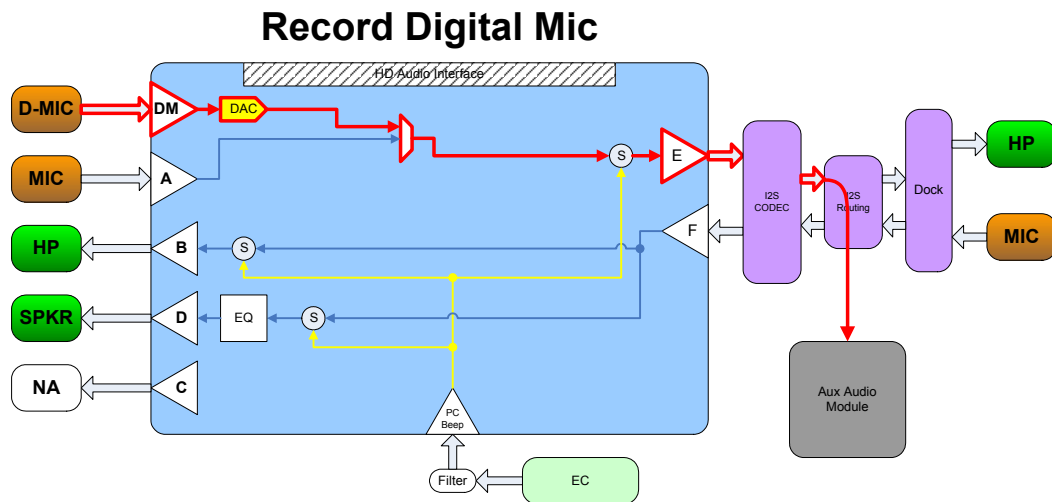 Record Digital Mic
HD Audio Interface
D-MIC
DM
DAC
MIC
A
S
E
I2S
CODEC
I2S
Routing
Dock
HP
MIC
HP
B
S
F
SPKR
D
EQ
S
NA
C
PC
Beep
Aux Audio
Module
Filter
EC